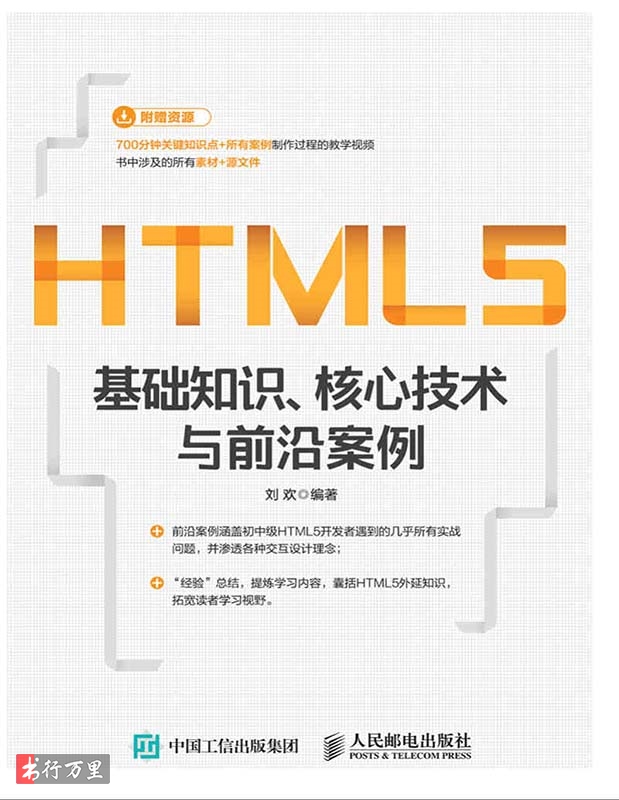 附赠资源
700分钟关键知识点+所有案例制作过程的教学视频
书中涉及的所有素材+源文件
HTML5
基础知识、核心技术
与前沿案例
刘欢◎编著
前沿案例涵盖初中级HTML5开发者遇到的几乎所有实战
问题，并渗透各种交互设计理念；
“经验”总结，提炼学习内容，囊括HTML5外延知识，
拓宽读者学习视野。
中国工信出版集团
人民邮电出版社
POSTS & TELECOM PRESS
书行万里